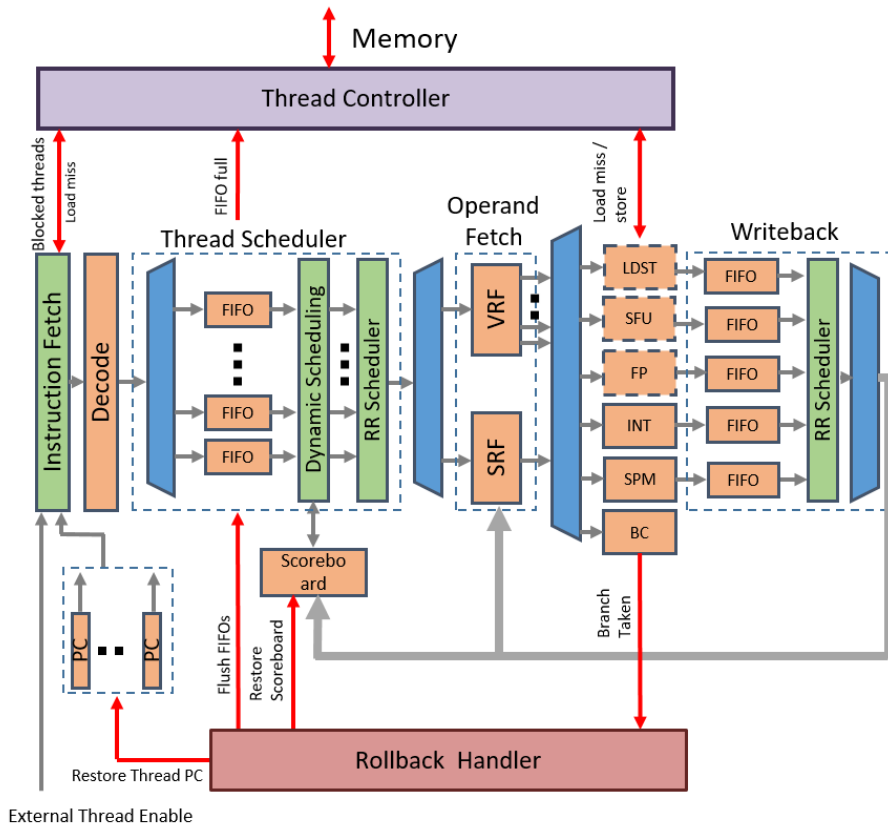 Memory
Thread Controller
Blocked threads
Load miss
FIFO full
Load miss /
store
Operand
Fetch
Thread Scheduler
Writeback
Instruction Fetch
Decode
FIFO
FIFO
FIFO
Dynamic Scheduling
RR Scheduler
VRF
SRF
LDST
SFU
FP
INT
SPM
BC
FIFO
FIFO
FIFO
FIFO
FIFO
RR Scheduler
Scorebo
ard
PC
PC
Flush FIFOs
Restore
Scoreboard
Branch
Taken
Restore Thread PC
Rollback Handler
External Thread Enable